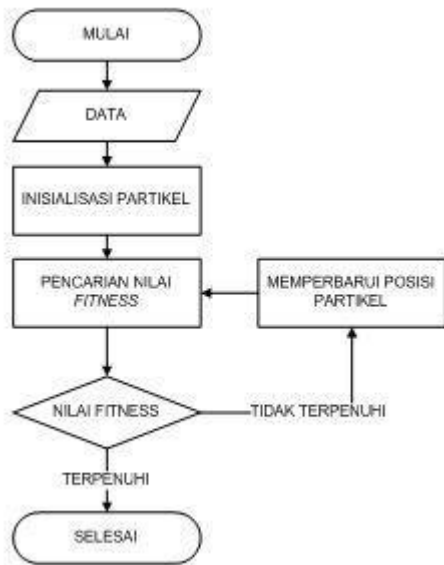 MULAI
DATA
INISIALISASI PARTIKEL
PENCARIAN NILAI
FITNESS
MEMPERBARUI POSISI
PARTIKEL
NILAI FITNESS
TIDAK TERPENUHI
TERPENUHI
SELESAI